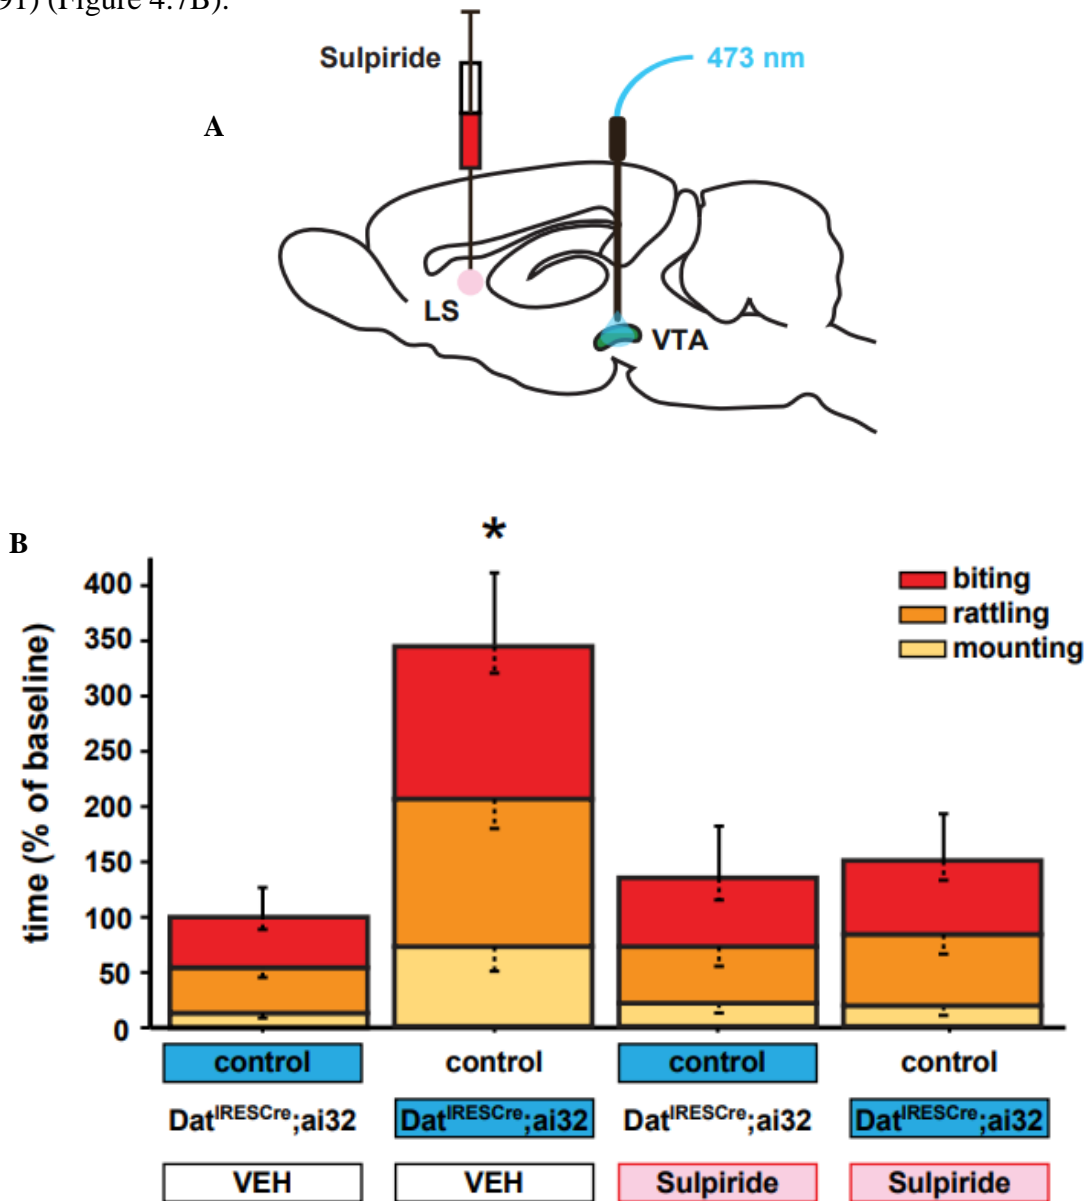 91) (Figure 4.7B).
Sulpiride
473 nm
A
LS
VTA
B
*
biting
rattling
mounting
time (% of baseline)
400
350
300
250
200
150
100
50
0
control control control control
DatIRESCre;ai32 DatIRESCre;ai32 DatIRESCre;ai32 DatIRESCre;ai32
VEH VEH Sulpiride Sulpiride